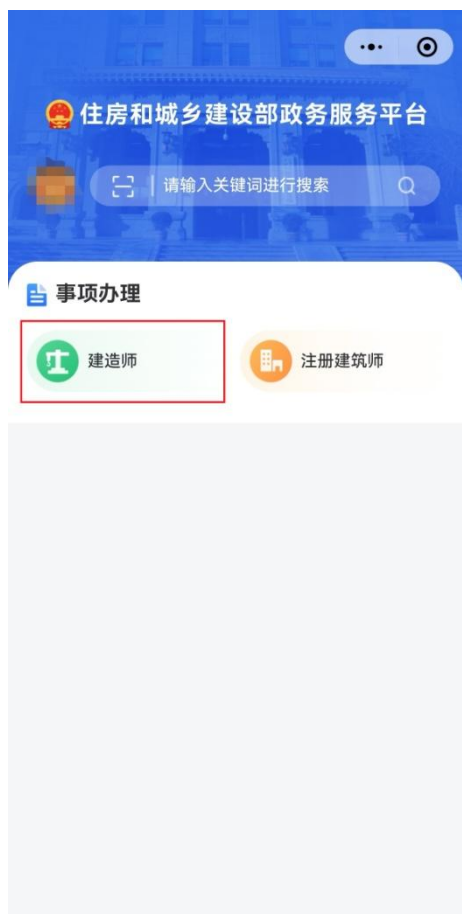 住房和城乡建设部政务服务平台
请输入关键词进行搜索
事项办理
建造师
注册建筑师